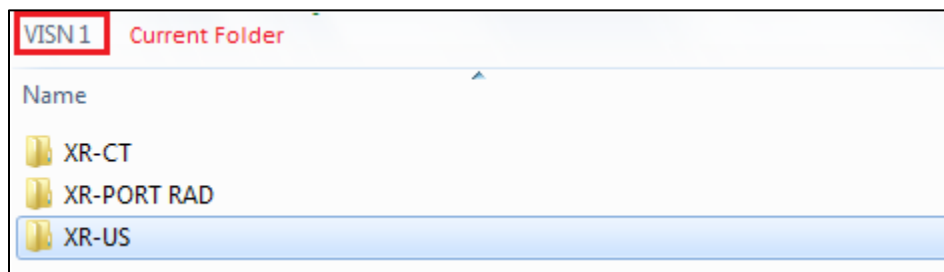 VISN 1 Current Folder
Name
XR-CT
XR-PORT RAD
XR-US